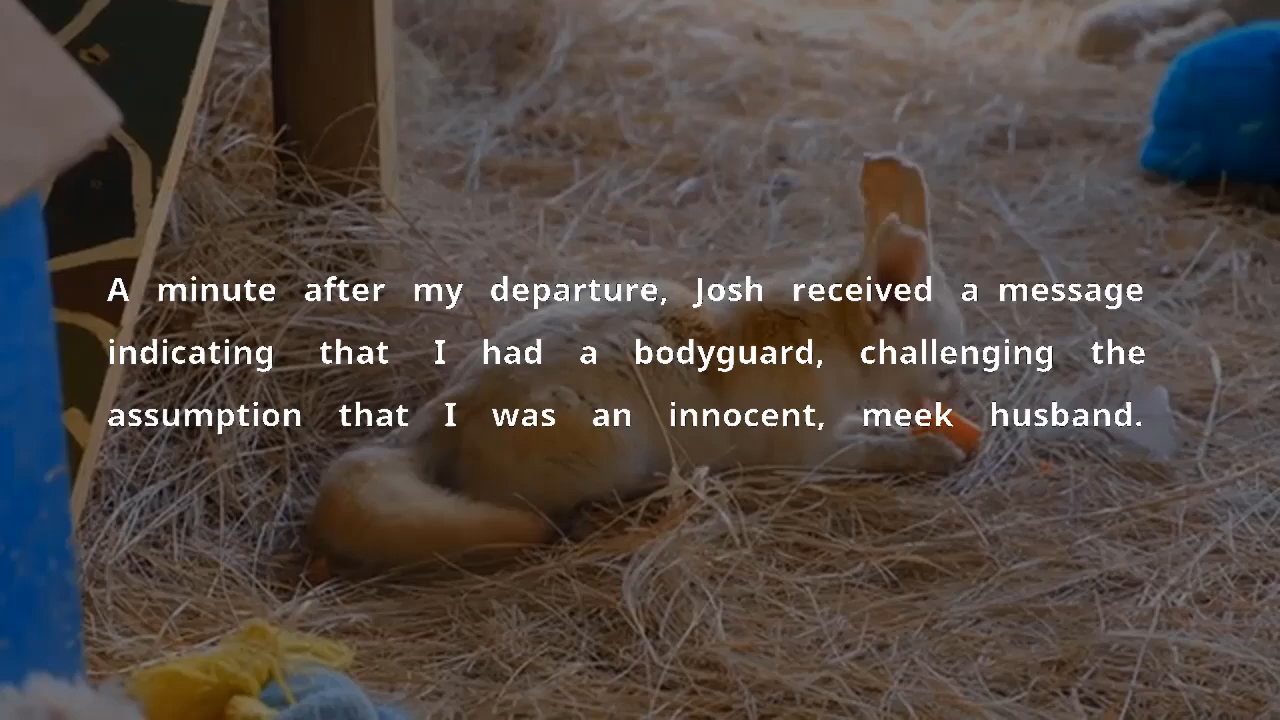 A minute after my departure, Josh received a message
indicating that I had a bodyguard, challenging the
assumption that I was an innocent, meek husband.